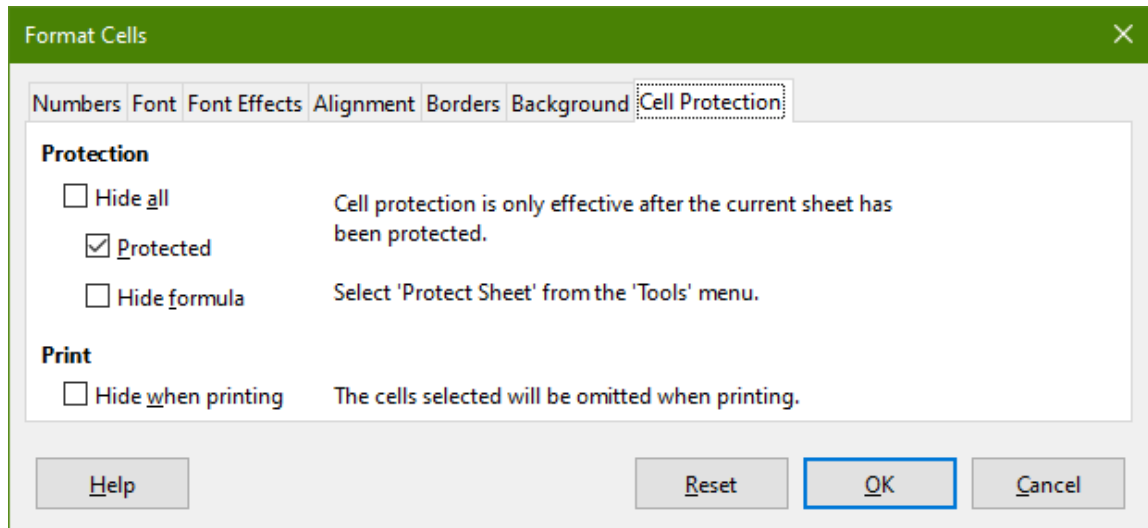 Format Cells
Numbers Font Font Effects Alignment Borders Background Cell Protection
Protection
Hide all
Cell protection is only effective after the current sheet has
been protected.
Protected
Hide formula
Select 'Protect Sheet' from the 'Tools' menu.
Print
Hide when printing
The cells selected will be omitted when printing.
Help
Reset
OK
Cancel